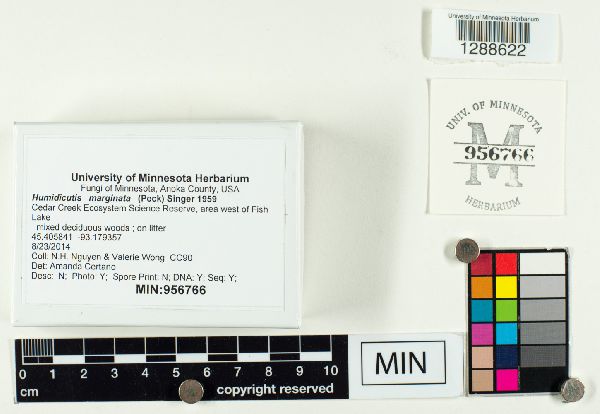 University of Minnesota Herbarium
1288622
UNIV. OF MINNESOTA
M
956766
HERBARIUM
University of Minnesota Herbarium
Fungi of Minnesota, Anoka County, USA
Humidicutis marginata (Peck) Singer 1959
Cedar Creek Ecosystem Science Reserve, area west of Fish
Lake
mixed deciduous woods ; on litter
45.405841 -93.179357
8/23/2014
Coll: N.H. Nguyen & Valerie Wong CC90
Det: Amanda Certano
Desc: N; Photo: Y; Spore Print: N; DNA: Y; Seq: Y;
MIN:956766
0 1 2 3 4 5 6 7 8 9 10
cm
copyright reserved
MIN